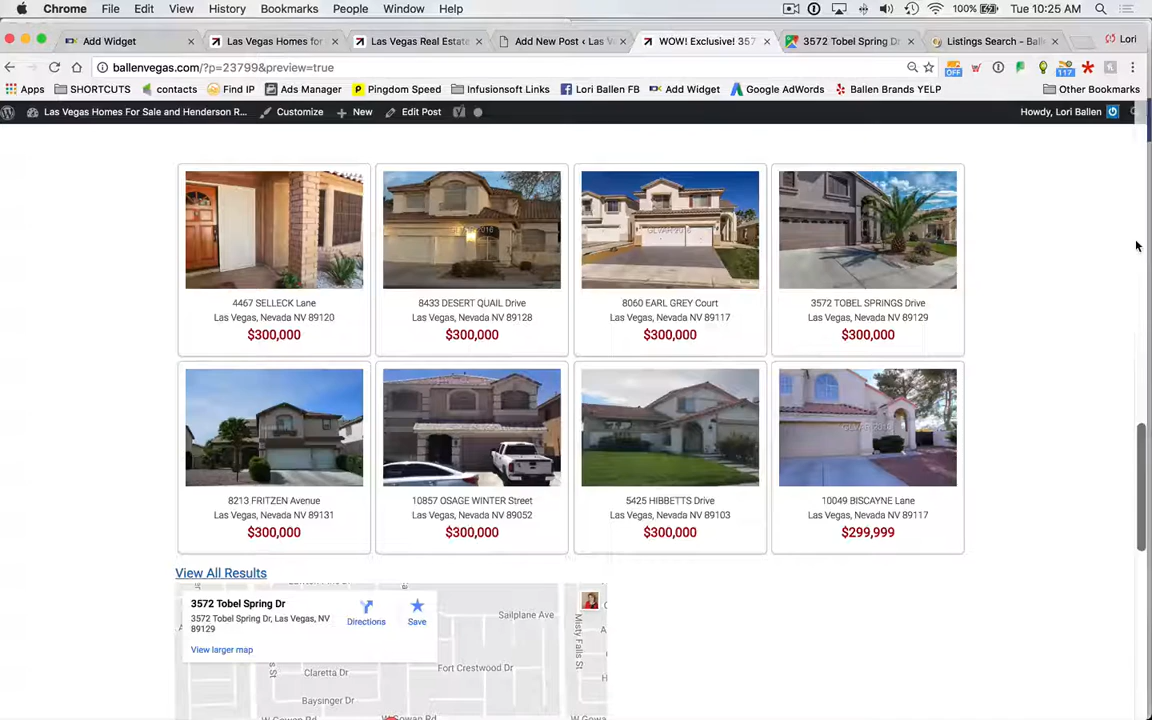 Chrome File Edit View History Bookmarks People Window Help 100% Tue 10:25 AM
Add Widget Las Vegas Homes for Las Vegas Real Estate Add New Post ‹ Las V WOW! Exclusive! 357 3572 Tobel Spring Dr Listings Search - Ball Lori
ballenvegas.com/?p=23799&preview=true OFF 117
Apps SHORTCUTS contacts Find IP Ads Manager Pingdom Speed Infusionsoft Links Lori Ballen FB Add Widget Google AdWords Ballen Brands YELP Other Bookmarks
Las Vegas Homes For Sale and Henderson R... Customize New Edit Post Howdy, Lori Ballen
4467 SELLECK Lane
Las Vegas, Nevada NV 89120
$300,000
8433 DESERT QUAIL Drive
Las Vegas, Nevada NV 89128
$300,000
8060 EARL GREY Court
Las Vegas, Nevada NV 89117
$300,000
3572 TOBEL SPRINGS Drive
Las Vegas, Nevada NV 89129
$300,000
8213 FRITZEN Avenue
Las Vegas, Nevada NV 89131
$300,000
10857 OSAGE WINTER Street
Las Vegas, Nevada NV 89052
$300,000
5425 HIBBETTS Drive
Las Vegas, Nevada NV 89103
$300,000
10049 BISCAYNE Lane
Las Vegas, Nevada NV 89117
$299,999
View All Results
3572 Tobel Spring Dr
3572 Tobel Spring Dr, Las Vegas, NV
89129
Directions
Save
View larger map
Sailplane Ave
Misty Falls St
Fort Crestwood Dr
Claretta Dr
Baysinger Dr
W Gowan Rd